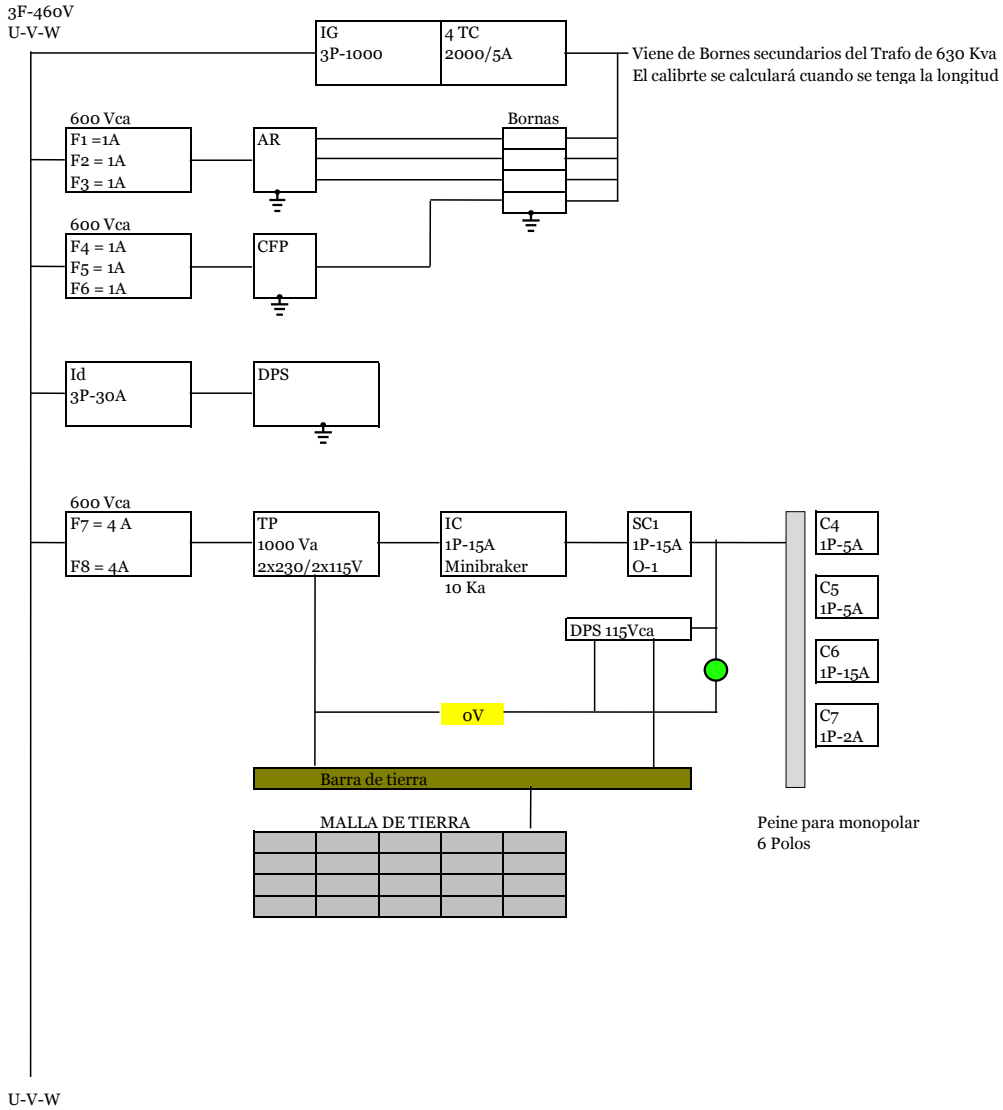 3F-460V
U-V-W
IG
3P-1000
4 TC
2000/5A
Viene de Bornes secundarios del Trafo de 630 Kva
El calibrte se calculará cuando se tenga la longitud
600 Vca
F1 =1A
F2 = 1A
F3 = 1A
AR
Bornas
600 Vca
F4 = 1A
F5 = 1A
F6 = 1A
CFP
Id
3P-30A
DPS
600 Vca
F7 = 4 A
F8 = 4A
TP
1000 Va
2x230/2x115V
IC
1P-15A
Minibraker
10 Ka
SC1
1P-15A
O-1
C4
1P-5A
C5
1P-5A
C6
1P-15A
C7
1P-2A
DPS 115Vca
0V
Barra de tierra
MALLA DE TIERRA
Peine para monopolar
6 Polos
U-V-W